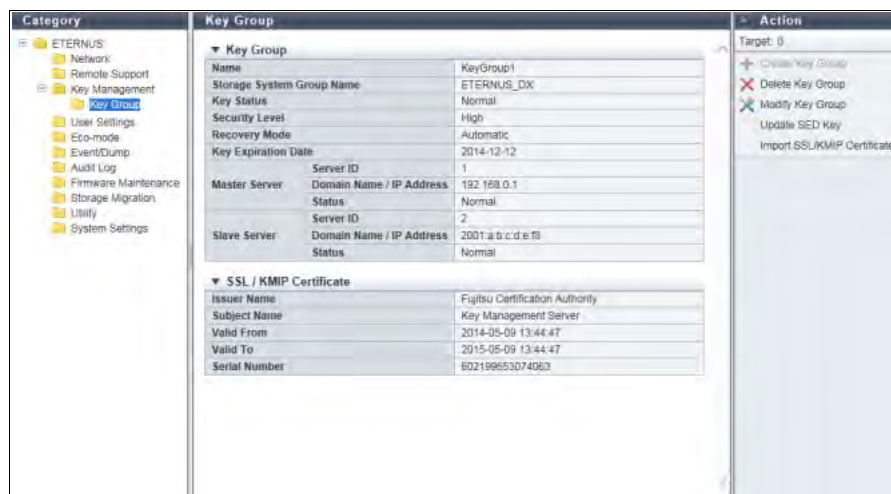 Category
ETERNUS
Network
Remote Support
Key Management
Key Group
User Settings
Eco-mode
Event/Dump
Audit Log
Firmware Maintenance
Storage Migration
Utility
System Settings
Key Group
▼ Key Group
Name KeyGroup1
Storage System Group Name ETERNUS_DX
Key Status Normal
Security Level High
Recovery Mode Automatic
Key Expiration Date 2014-12-12
Master Server Server ID 1
Domain Name / IP Address 192.168.0.1
Status Normal
Slave Server Server ID 2
Domain Name / IP Address 2001:a:b:c:d:e:f8
Status Normal
▼ SSL / KMIP Certificate
Issuer Name Fujitsu Certification Authority
Subject Name Key Management Server
Valid From 2014-05-09 13:44:47
Valid To 2015-05-09 13:44:47
Serial Number 602199653074063
Action
Target: 0
Create Key Group
Delete Key Group
Modify Key Group
Update SED Key
Import SSL/KMIP Certificate